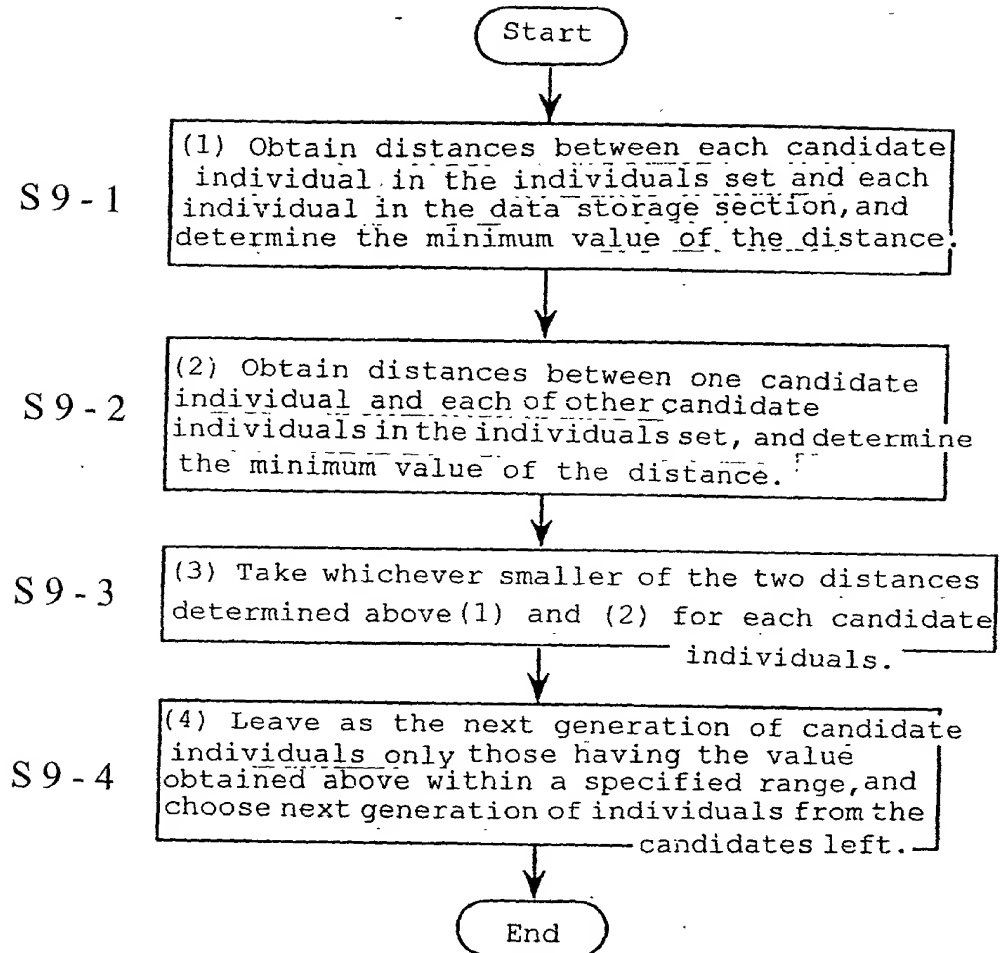 Start
S9-1
(1) Obtain distances between each candidate
individual in the individuals set and each
individual in the data storage section, and
determine the minimum value of the distance.
S9-2
(2) Obtain distances between one candidate
individual and each of other candidate
individuals in the individuals set, and determine
the minimum value of the distance.
S9-3
(3) Take whichever smaller of the two distances
determined above (1) and (2) for each candidate
individuals.
S9-4
(4) Leave as the next generation of candidate
individuals only those having the value
obtained above within a specified range, and
choose next generation of individuals from the
candidates left.
End